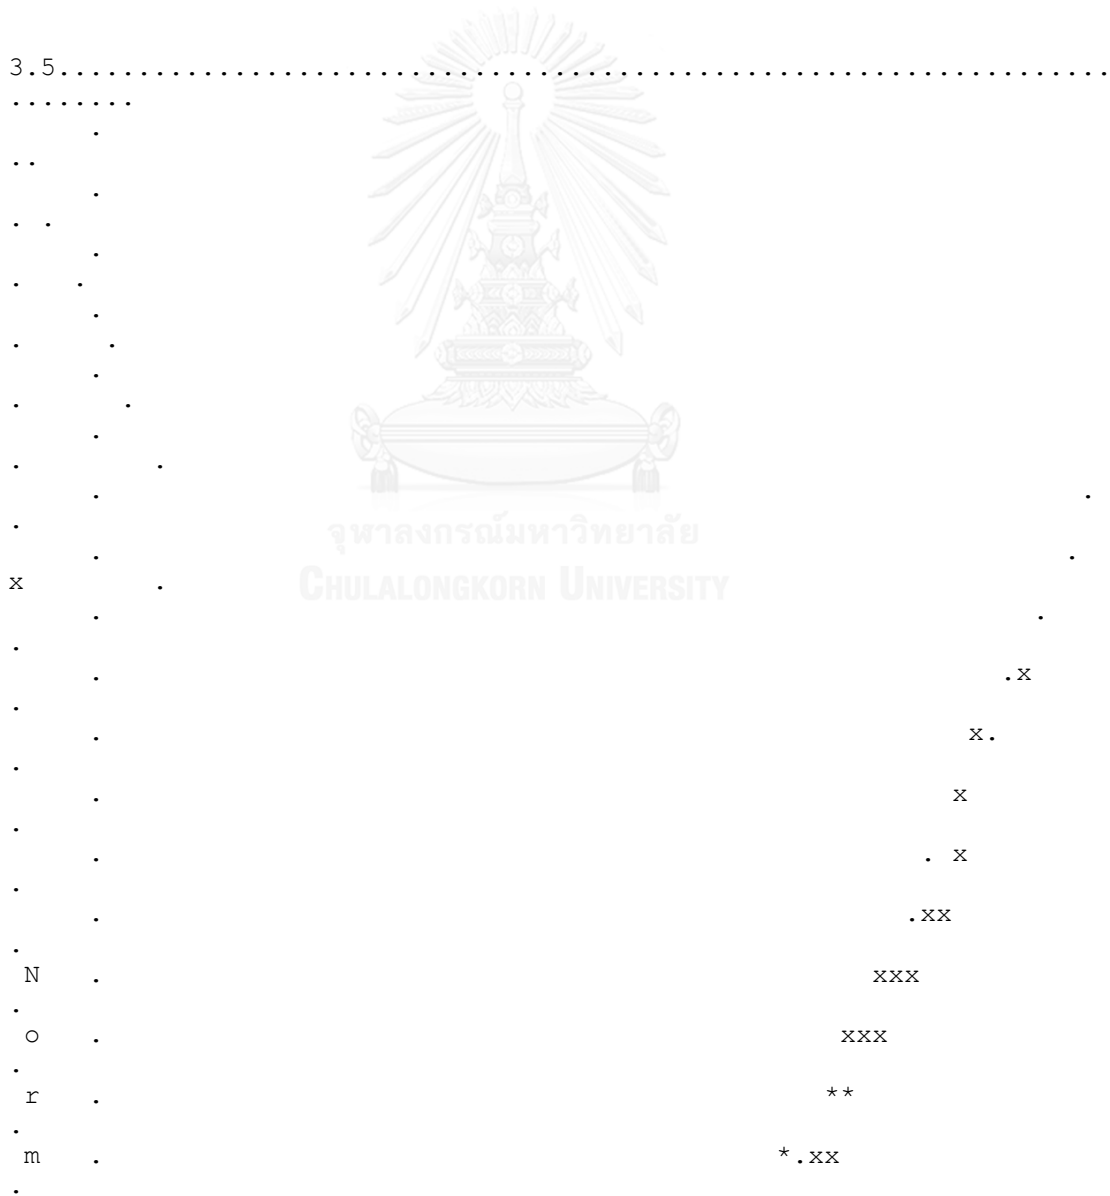 3.5..................................................................
........
.
..
.
. .
.
. .
.
. .
.
. .
.
. .
. .
.
จุฬาลงกรณ์มหาวิทยาลัย
. .
x .
CHULALONGKORN UNIVERSITY
. .
.
. .x
.
. x.
.
. x
.
. . x
.
. .xx
.
N . xxx
.
o . xxx
.
r . **
.
m . *.xx
.